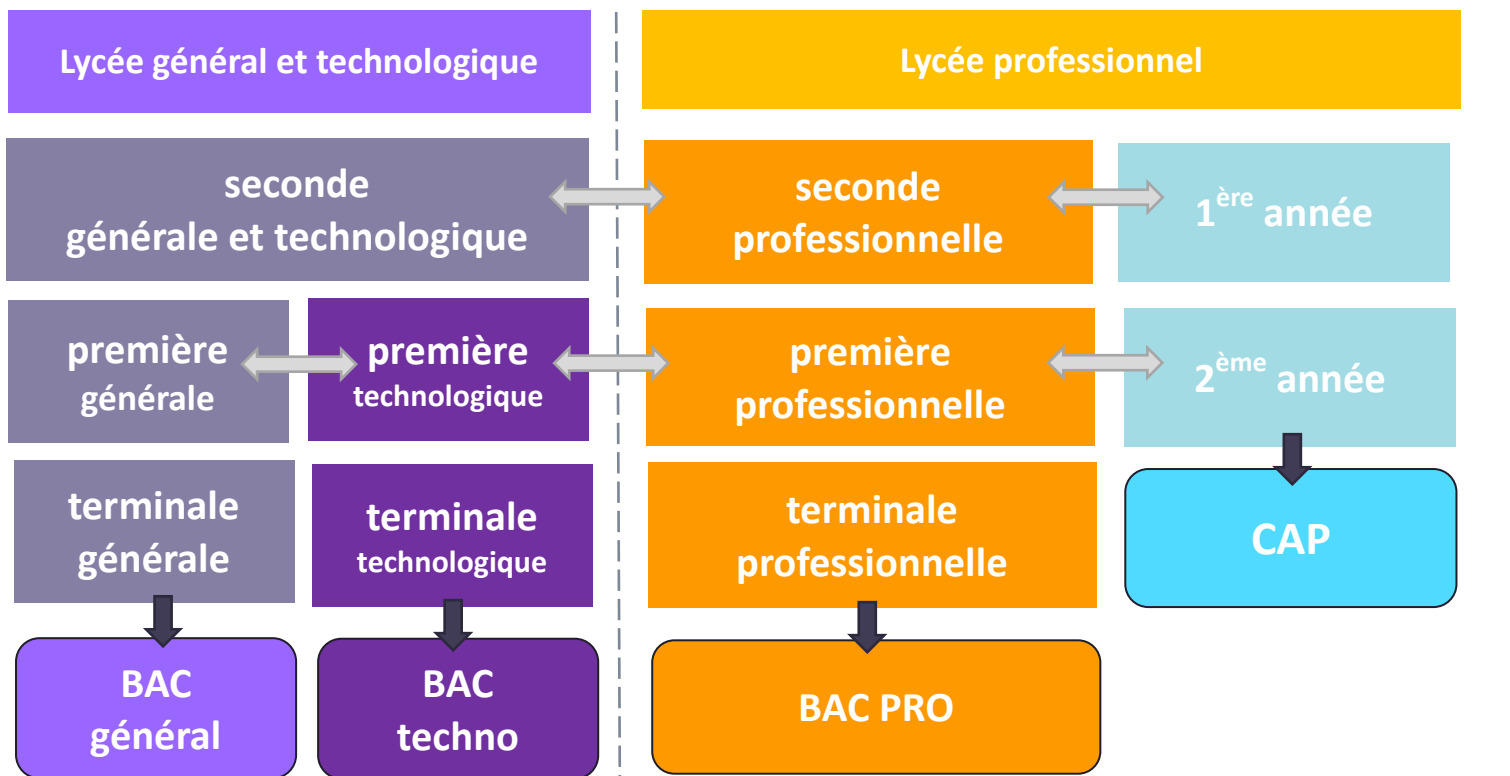 Lycée général et technologique
Lycée professionnel
seconde
générale et technologique
seconde
professionnelle
1ère année
première
générale
première
technologique
première
professionnelle
2ème année
terminale
générale
terminale
technologique
terminale
professionnelle
CAP
BAC
général
BAC
techno
BAC PRO